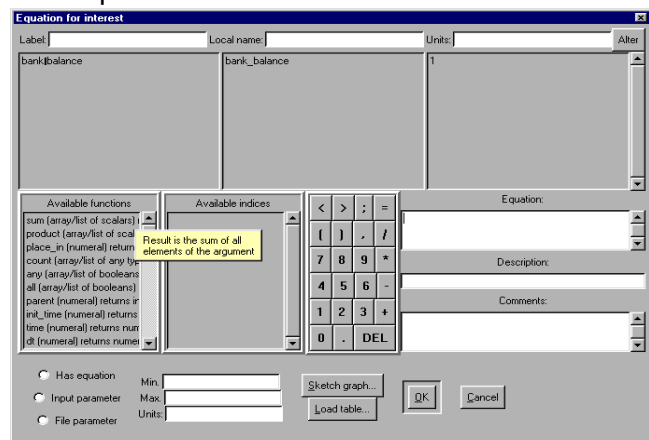 Equation for interest
Label: Local name: Units: Alter
bank balance bank_balance 1
Available functions Available indices < > ; = Equation:
sum (array/list of scalars)
product (array/list of scal
place_in (numeral) return
count (array/list of any typ
any (array/list of booleans
all (array/list of booleans)
parent (numeral) returns in
init_time (numeral) returns
time (numeral) returns num
dt (numeral) returns numer
Result is the sum of all
elements of the argument
( ) , /
7 8 9 *
4 5 6 -
1 2 3 +
0 . DEL
Description:
Comments:
Has equation
Input parameter
File parameter
Min.
Max.
Units:
Sketch graph...
Load table...
OK
Cancel